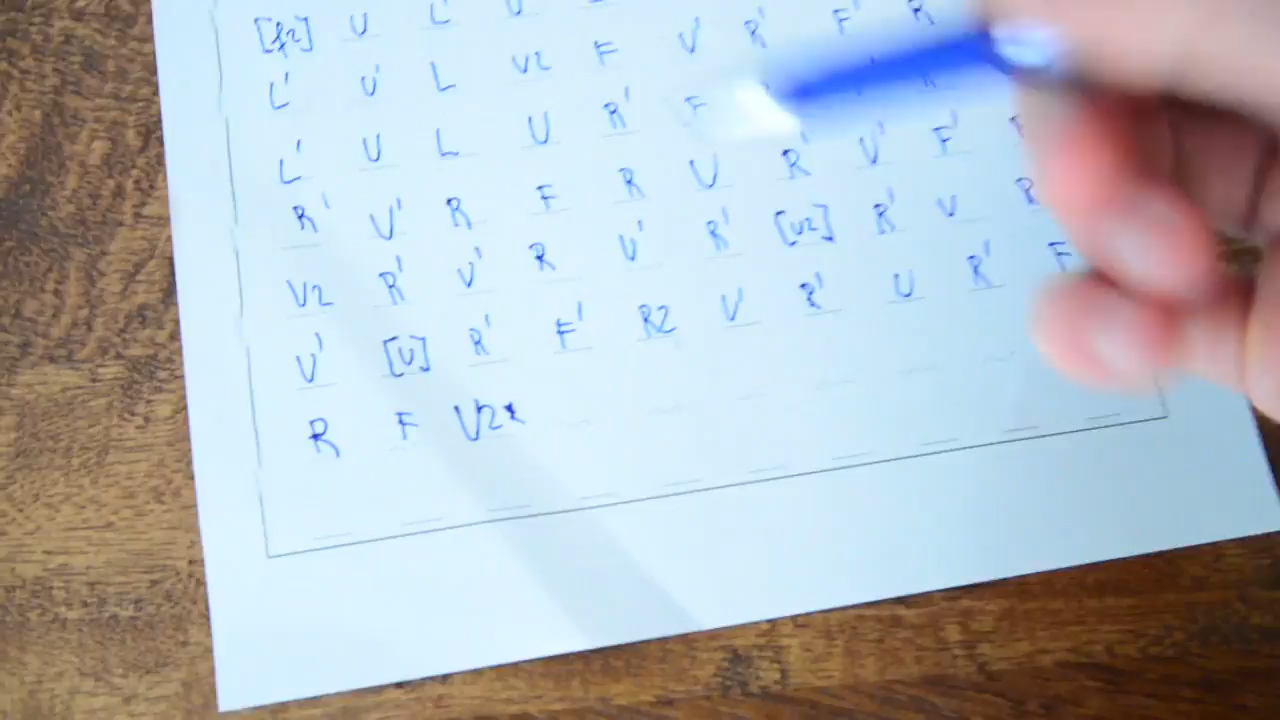 [f2] U L' U
L' U' L U2 F U' R' F' R
L' U L U R' F R
R' U' R F R U R' U' F'
U2 R' U' R U' R' [u2] R' U R
U' [u] R' F' R2 U' R' U R' F
R F U2*